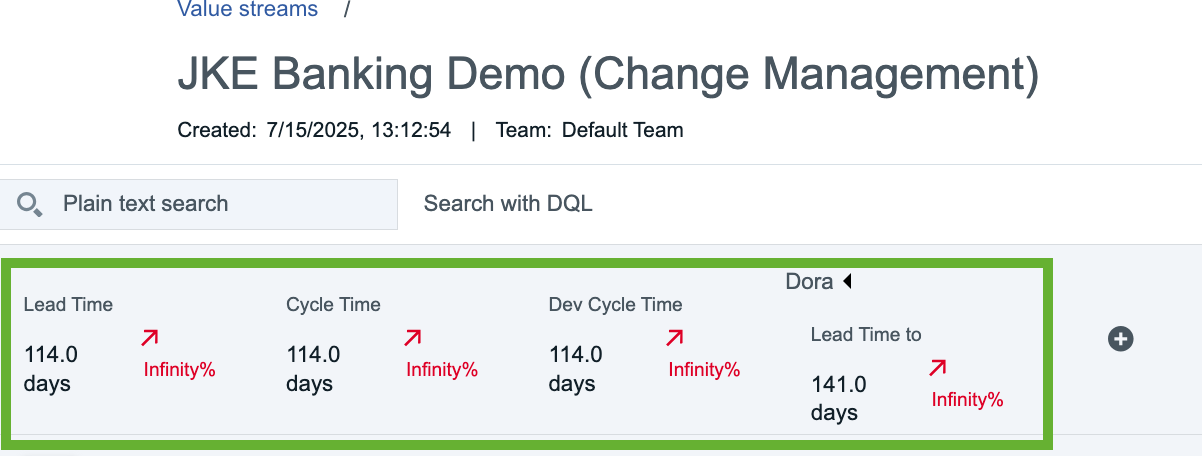 Value streams /
JKE Banking Demo (Change Management)
Created: 7/15/2025, 13:12:54 | Team: Default Team
Plain text search
Search with DQL
Lead Time
114.0
days
Infinity%
Cycle Time
114.0
days
Infinity%
Dev Cycle Time
114.0
days
Infinity%
Dora
Lead Time to
141.0
days
Infinity%